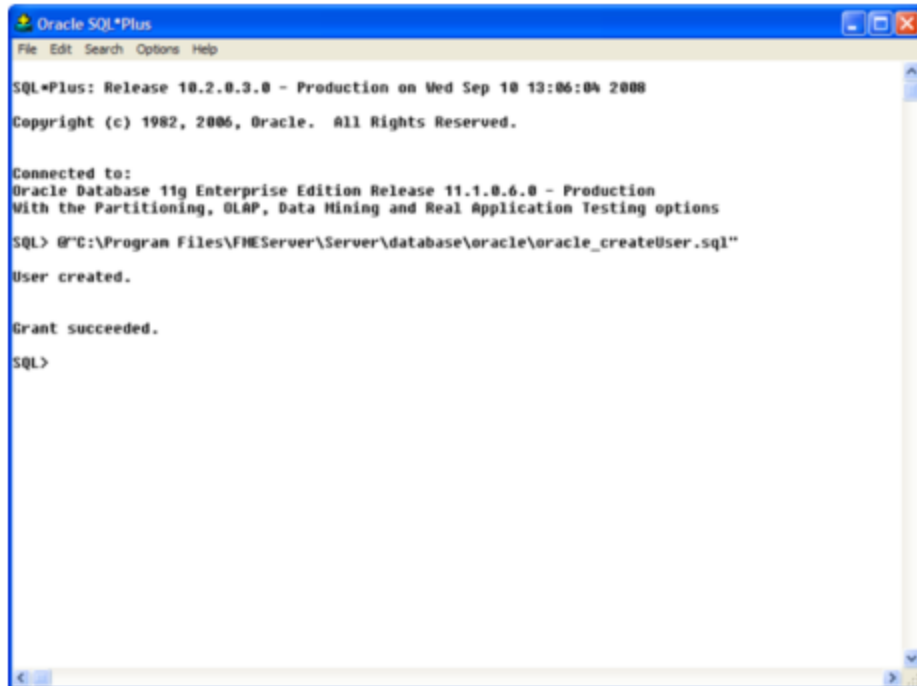 Oracle SQL*Plus
File Edit Search Options Help
SQL*Plus: Release 10.2.0.3.0 - Production on Wed Sep 10 13:06:04 2008
Copyright (c) 1982, 2006, Oracle.  All Rights Reserved.
Connected to:
Oracle Database 11g Enterprise Edition Release 11.1.0.6.0 - Production
With the Partitioning, OLAP, Data Mining and Real Application Testing options
SQL> @"C:\Program Files\FMEServer\Server\database\oracle\oracle_createUser.sql"
User created.
Grant succeeded.
SQL>